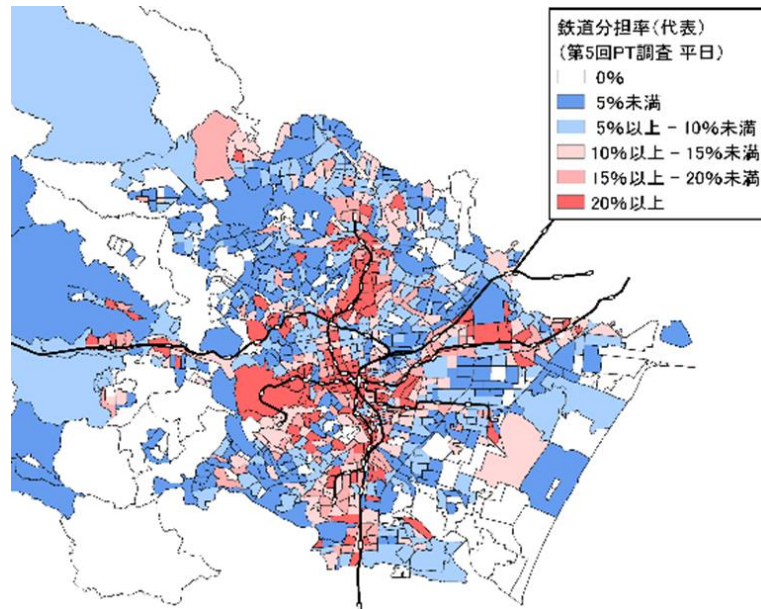 鉄道分担率(代表)
(第5回PT調査 平日)
0%
5%未満
5%以上 - 10%未満
10%以上 - 15%未満
15%以上 - 20%未満
20%以上